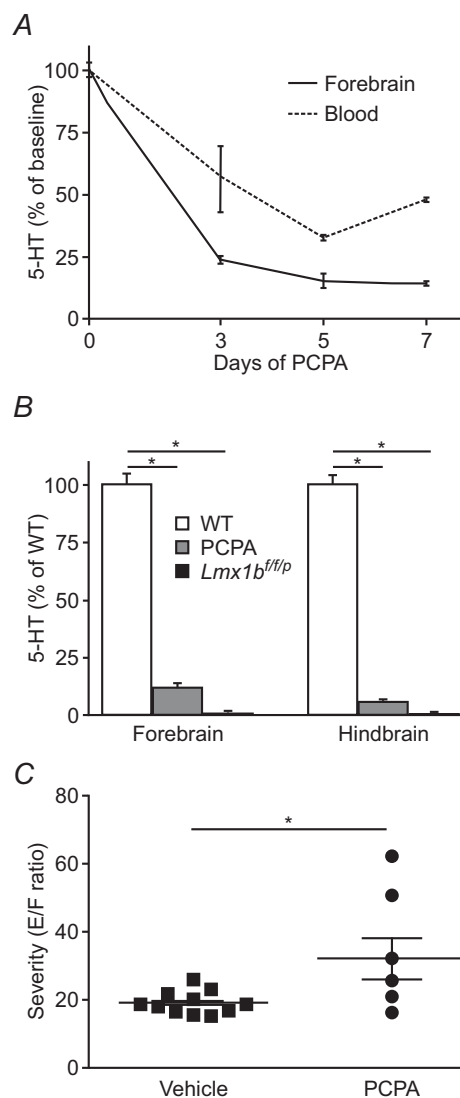 A
100
75
50
25
0
5-HT (% of baseline)
Forebrain
Blood
0 3 5 7
Days of PCPA
B
* *
* *
100
75
50
25
0
5-HT (% of WT)
WT
PCPA
Lmx1b^f/f/p
Forebrain Hindbrain
C
80
60
40
20
0
Severity (E/F ratio)
*
Vehicle PCPA